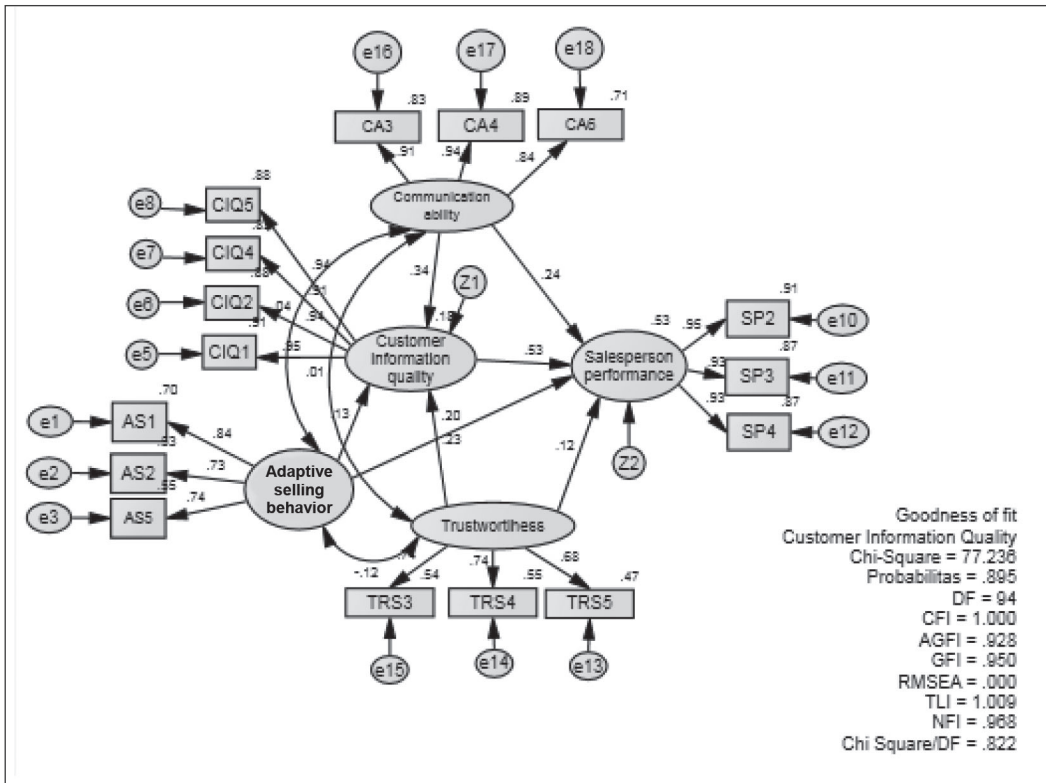 e16
e17
e18
.83
.89
.71
CA3
CA4
CA6
.91
.94
.84
Communication
ability
.88
e8
CIQ5
e7
CIQ4
.88
e6
CIQ2
.91
e5
CIQ1
.94
.91
.94
.95
.04
.01
.34
.24
Z1
.18
Customer
Information
quality
.53
.53
Salesperson
performance
Z2
.91
.95
SP2
e10
.87
.93
SP3
e11
.87
.93
SP4
e12
.70
e1
AS1
.84
.53
e2
AS2
.73
.55
e3
AS5
.74
Adaptive
selling
behavior
.13
.20
.23
.12
Trustwortihess
-.12
.54
.74
.55
.68
.47
TRS3
TRS4
TRS5
e15
e14
e13
Goodness of fit
Customer Information Quality
Chi-Square = 77.236
Probabilitas = .895
DF = 94
CFI = 1.000
AGFI = .928
GFI = .950
RMSEA = .000
TLI = 1.009
NFI = .968
Chi Square/DF = .822